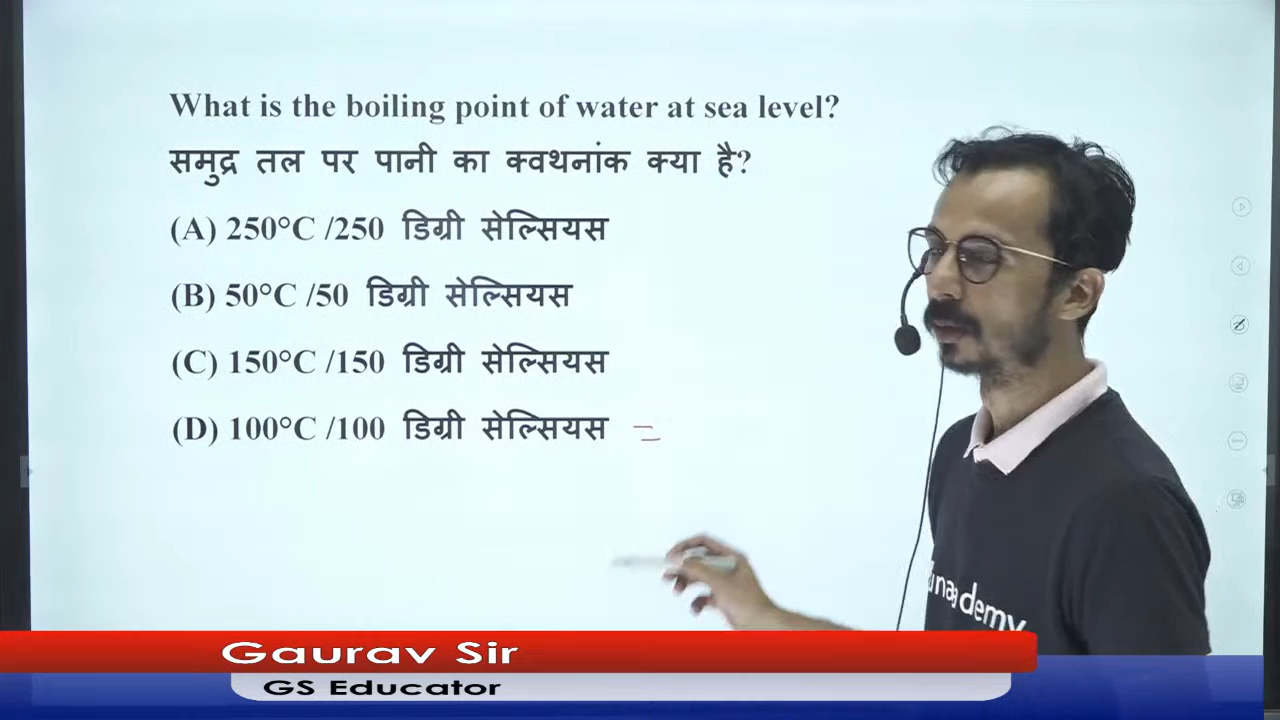 What is the boiling point of water at sea level?
समुद्र तल पर पानी का क्वथनांक क्या है?
(A) 250°C /250 डिग्री सेल्सियस
(B) 50°C /50 डिग्री सेल्सियस
(C) 150°C /150 डिग्री सेल्सियस
(D) 100°C /100 डिग्री सेल्सियस =
unacademy
Gaurav Sir
GS Educator